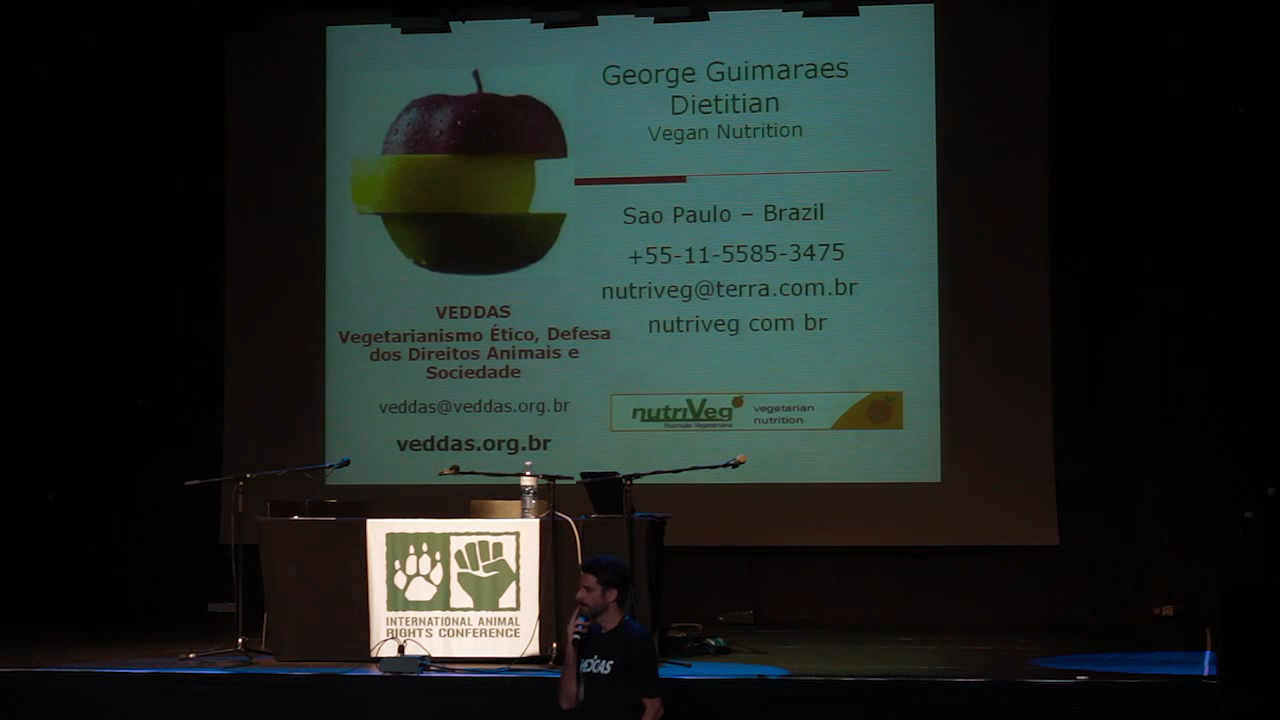 George Guimaraes
Dietitian
Vegan Nutrition
Sao Paulo – Brazil
+55-11-5585-3475
nutriveg@terra.com.br
nutriveg com br
VEDDAS
Vegetarianismo Ético, Defesa
dos Direitos Animais e
Sociedade
veddas@veddas.org.br
veddas.org.br
nutriVeg
Nutrição Vegetariana
vegetarian
nutrition
INTERNATIONAL ANIMAL
RIGHTS CONFERENCE
VEDDAS